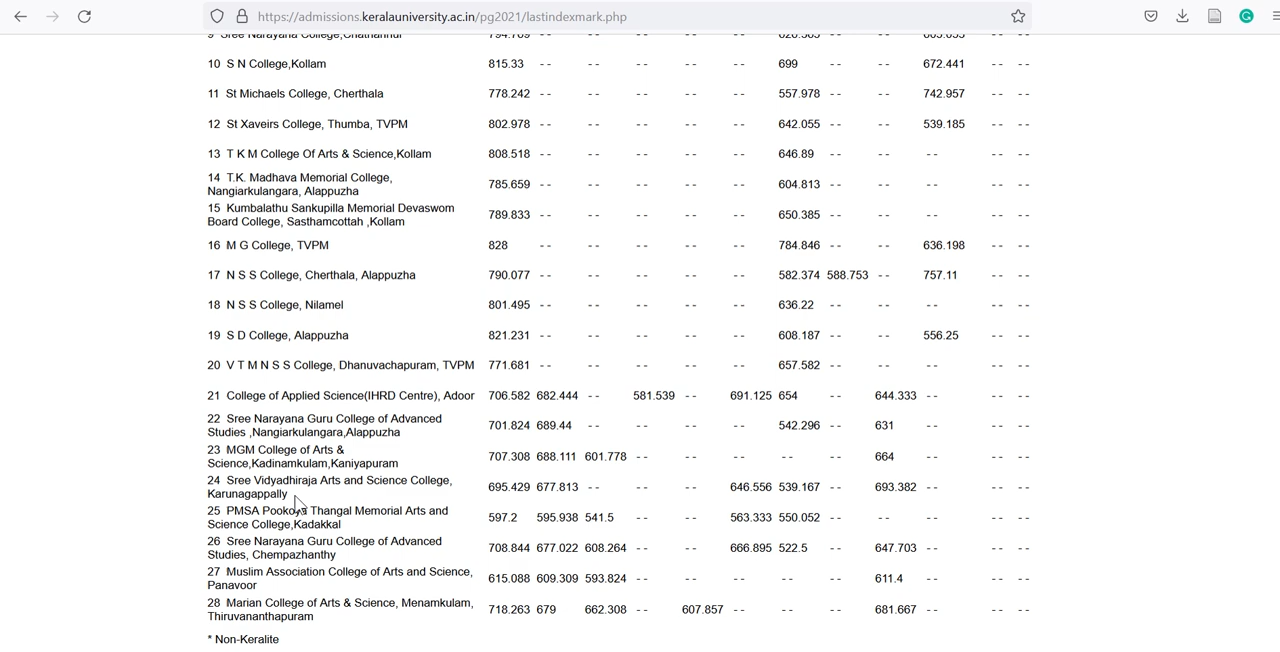 https://admissions.keralauniversity.ac.in/pg2021/lastindexmark.php
9 Sree Narayana College,Chathannur 794.769 -- -- -- -- --
10 S N College,Kollam 815.33 -- -- -- -- -- 699 -- -- 672.441 -- --
11 St Michaels College, Cherthala 778.242 -- -- -- -- -- 557.978 -- -- 742.957 -- --
12 St Xaveirs College, Thumba, TVPM 802.978 -- -- -- -- -- 642.055 -- -- 539.185 -- --
13 T K M College Of Arts & Science,Kollam 808.518 -- -- -- -- -- 646.89 -- -- -- -- --
14 T.K. Madhava Memorial College,
Nangiarkulangara, Alappuzha 785.659 -- -- -- -- -- 604.813 -- -- -- -- --
15 Kumbalathu Sankupilla Memorial Devaswom
Board College, Sasthamcottah ,Kollam 789.833 -- -- -- -- -- 650.385 -- -- -- -- --
16 M G College, TVPM 828 -- -- -- -- -- 784.846 -- -- 636.198 -- --
17 N S S College, Cherthala, Alappuzha 790.077 -- -- -- -- -- 582.374 588.753 -- 757.11 -- --
18 N S S College, Nilamel 801.495 -- -- -- -- -- 636.22 -- -- -- -- --
19 S D College, Alappuzha 821.231 -- -- -- -- -- 608.187 -- -- 556.25 -- --
20 V T M N S S College, Dhanuvachapuram, TVPM 771.681 -- -- -- -- -- 657.582 -- -- -- -- --
21 College of Applied Science(IHRD Centre), Adoor 706.582 682.444 -- 581.539 -- 691.125 654 -- 644.333 -- -- --
22 Sree Narayana Guru College of Advanced
Studies ,Nangiarkulangara,Alappuzha 701.824 689.44 -- -- -- -- 542.296 -- 631 -- -- --
23 MGM College of Arts &
Science,Kadinamkulam,Kaniyapuram 707.308 688.111 601.778 -- -- -- -- -- 664 -- -- --
24 Sree Vidyadhiraja Arts and Science College,
Karunagappally 695.429 677.813 -- -- -- 646.556 539.167 -- 693.382 -- -- --
25 PMSA Pookoya Thangal Memorial Arts and
Science College,Kadakkal 597.2 595.938 541.5 -- -- 563.333 550.052 -- -- -- -- --
26 Sree Narayana Guru College of Advanced
Studies, Chempazhanthy 708.844 677.022 608.264 -- -- 666.895 522.5 -- 647.703 -- -- --
27 Muslim Association College of Arts and Science,
Panavoor 615.088 609.309 593.824 -- -- -- -- -- 611.4 -- -- --
28 Marian College of Arts & Science, Menamkulam,
Thiruvananthapuram 718.263 679 662.308 -- 607.857 -- -- -- 681.667 -- -- --
* Non-Keralite